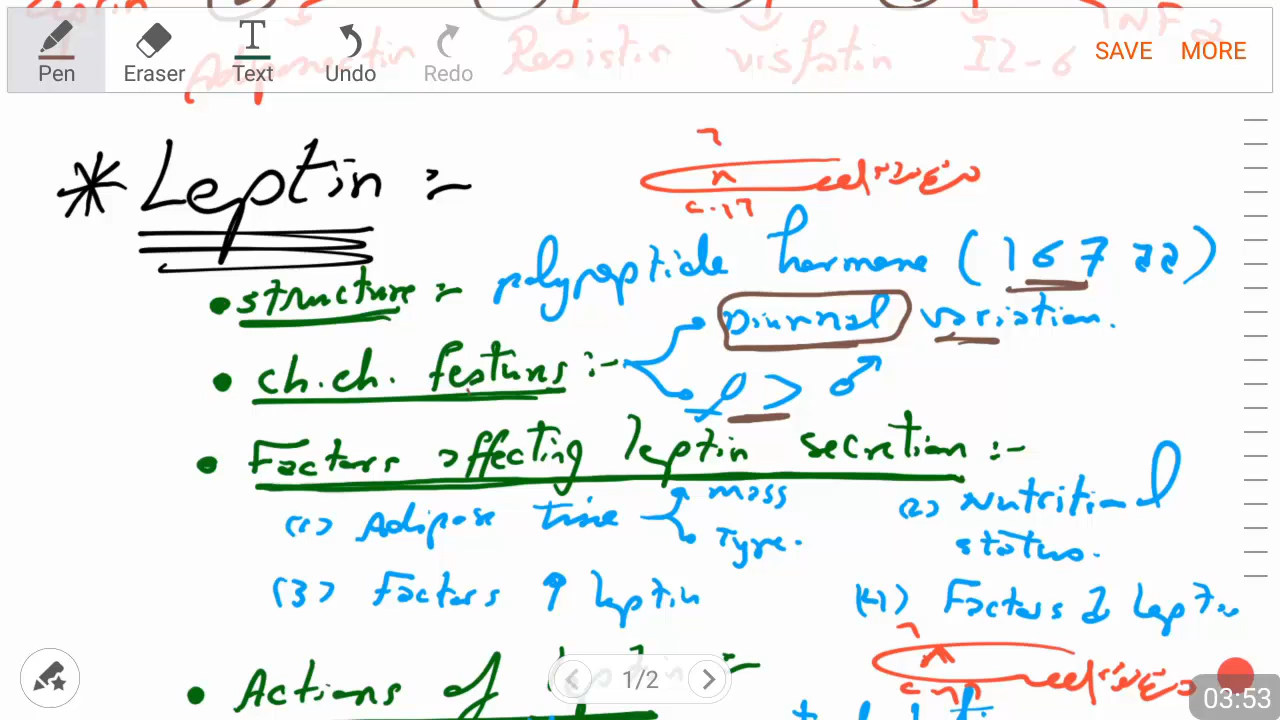 Adiponectin Resistin visfatin IL-6
Pen Eraser Text Undo Redo SAVE MORE
* Leptin :-
• structure :- polypeptide hormone (167 aa)
• ch.ch. features :- • Diurnal variation.
• ♀ > ♂
• Factors affecting leptin secretion :-
(1) Adipose tissue mass
Type.
(2) Nutritional
status.
(3) Factors ↑ leptin (4) Factors ↓ leptin
• Actions of leptin :-
1/2
03:53